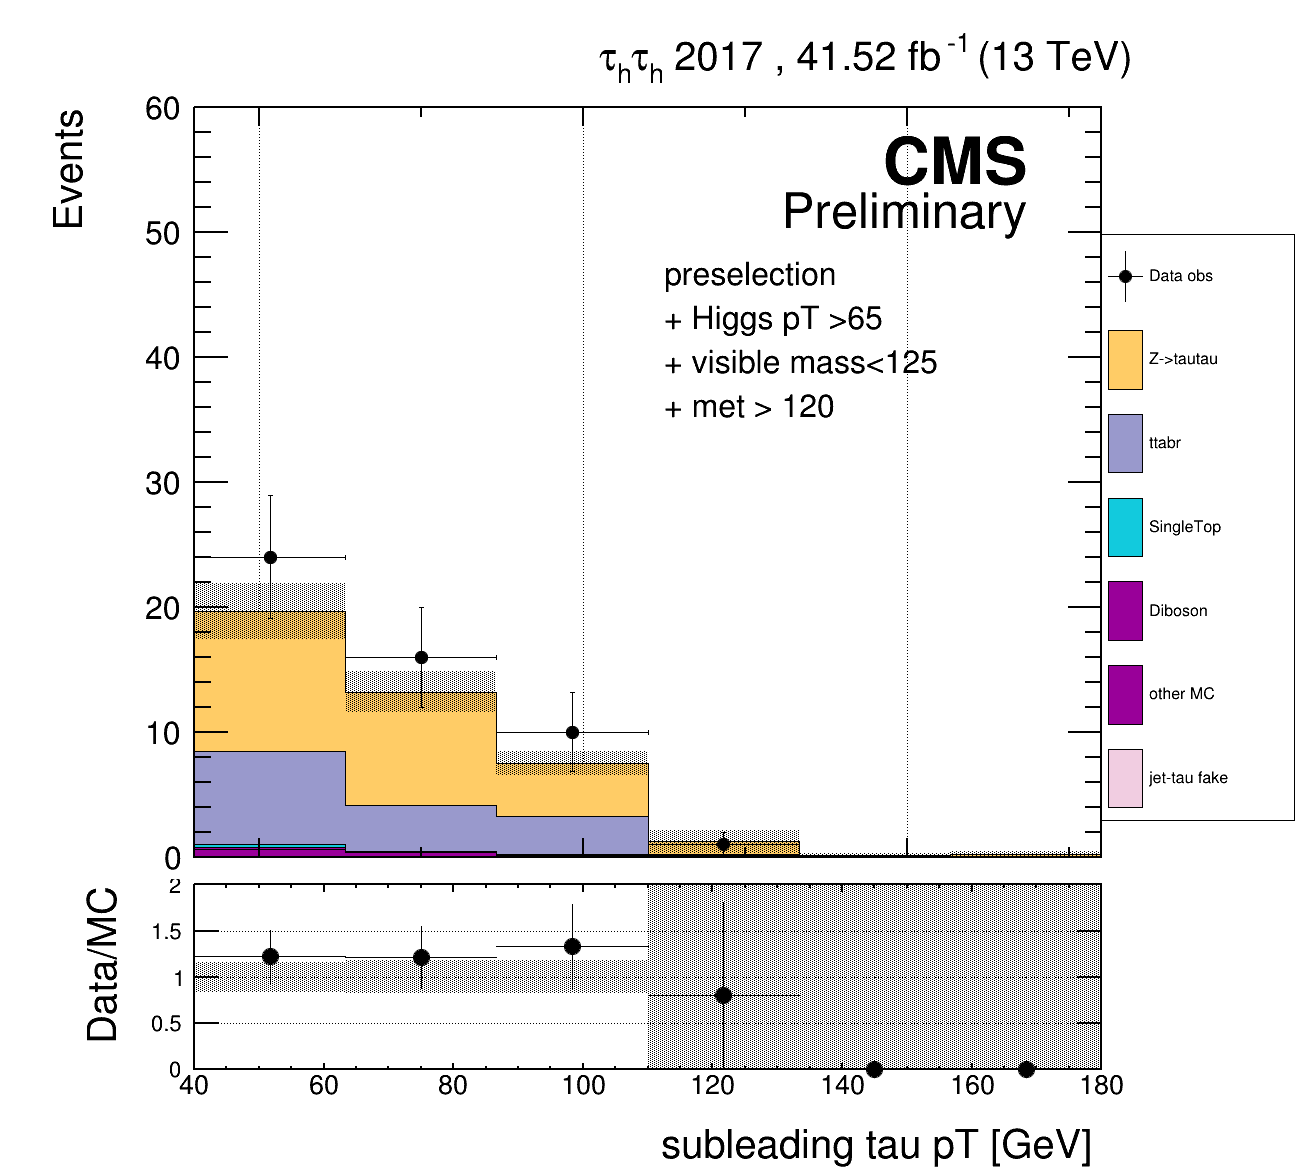 τhτh 2017 , 41.52 fb-1 (13 TeV)
Events
60
50
40
30
20
10
0
CMS
Preliminary
preselection
+ Higgs pT >65
+ visible mass<125
+ met > 120
Data obs
Z->tautau
ttabr
SingleTop
Diboson
other MC
jet-tau fake
Data/MC
2
1.5
1
0.5
0
40 60 80 100 120 140 160 180
subleading tau pT [GeV]